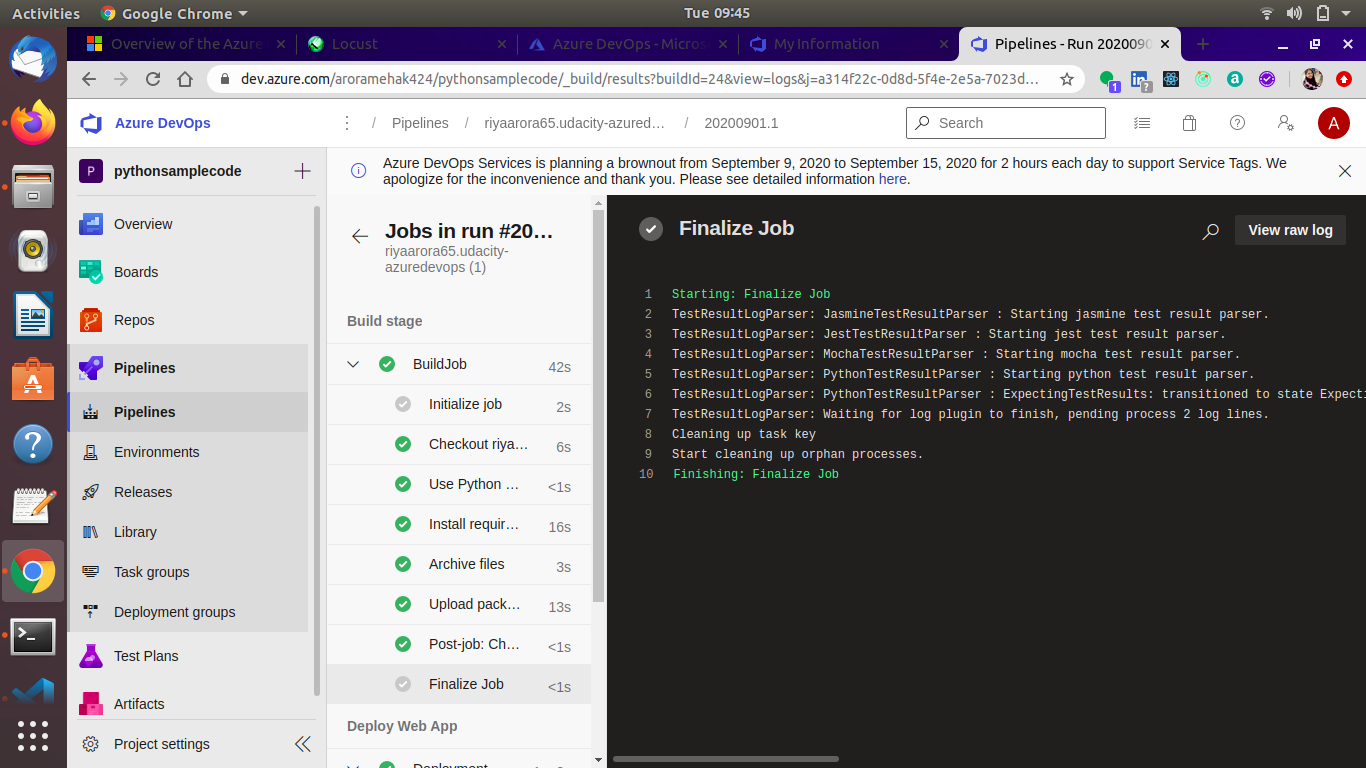 Activities
Google Chrome
Tue 09:45
Overview of the Azure
Locust
Azure DevOps - Micros
My Information
Pipelines - Run 2020090
dev.azure.com/aroramehak424/pythonsamplecode/_build/results?buildId=24&view=logs&j=a314f22c-0d8d-5f4e-2e5a-7023d…
1
?
Azure DevOps
/ Pipelines / riyaarora65.udacity-azured… / 20200901.1
Search
A
P
pythonsamplecode
Overview
Boards
Repos
Pipelines
Pipelines
Environments
Releases
Library
Task groups
Deployment groups
Test Plans
Artifacts
Project settings
Azure DevOps Services is planning a brownout from September 9, 2020 to September 15, 2020 for 2 hours each day to support Service Tags. We
apologize for the inconvenience and thank you. Please see detailed information here.
Jobs in run #20…
riyaarora65.udacity-
azuredevops (1)
Build stage
BuildJob 42s
Initialize job 2s
Checkout riya… 6s
Use Python … <1s
Install requir… 16s
Archive files 3s
Upload pack… 13s
Post-job: Ch… <1s
Finalize Job <1s
Deploy Web App
Deployment
Finalize Job
View raw log
1 Starting: Finalize Job
2 TestResultLogParser: JasmineTestResultParser : Starting jasmine test result parser.
3 TestResultLogParser: JestTestResultParser : Starting jest test result parser.
4 TestResultLogParser: MochaTestResultParser : Starting mocha test result parser.
5 TestResultLogParser: PythonTestResultParser : Starting python test result parser.
6 TestResultLogParser: PythonTestResultParser : ExpectingTestResults: transitioned to state Expecti
7 TestResultLogParser: Waiting for log plugin to finish, pending process 2 log lines.
8 Cleaning up task key
9 Start cleaning up orphan processes.
10 Finishing: Finalize Job